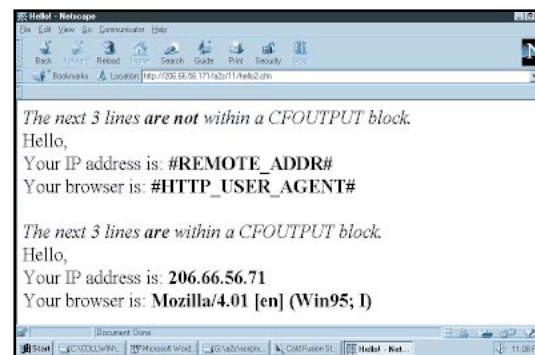 Hello! - Netscape
File Edit View Go Communicator Help
Back Reload Home Search Guide Print Security Stop
Bookmarks Location: http://206.66.56.171/a2z/11/hello2.cfm
The next 3 lines are not within a CFOUTPUT block.
Hello,
Your IP address is: #REMOTE_ADDR#
Your browser is: #HTTP_USER_AGENT#
The next 3 lines are within a CFOUTPUT block.
Hello,
Your IP address is: 206.66.56.71
Your browser is: Mozilla/4.01 [en] (Win95; I)
Document: Done
Start Microsoft Word Cold Fusion St... Hello! - Net... 11:08